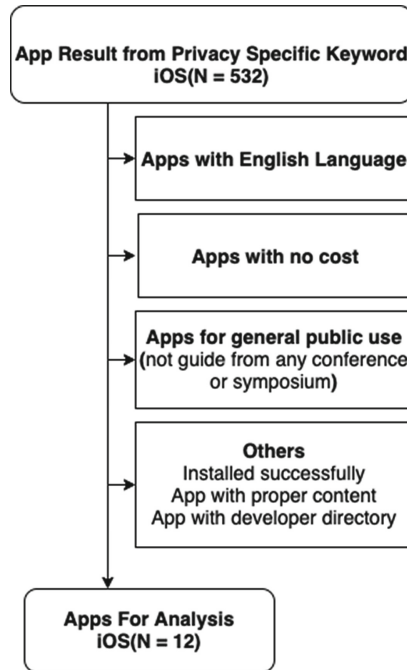 App Result from Privacy Specific Keyword
iOS(N = 532)
Apps with English Language
Apps with no cost
Apps for general public use
(not guide from any conference
or symposium)
Others
Installed successfully
App with proper content
App with developer directory
Apps For Analysis
iOS(N = 12)